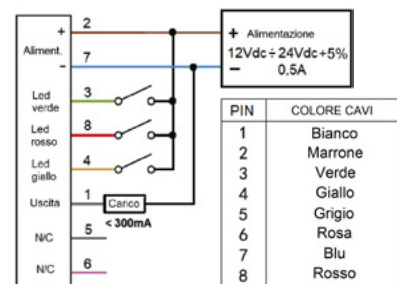 +
Aliment.
−
Led
verde
Led
rosso
Led
giallo
Uscita
N/C
N/C
2
7
3
8
4
1
5
6
Carico
< 300mA
+ Alimentazione
12Vdc÷24Vdc+5%
− 0.5A
PIN COLORE CAVI
1 Bianco
2 Marrone
3 Verde
4 Giallo
5 Grigio
6 Rosa
7 Blu
8 Rosso